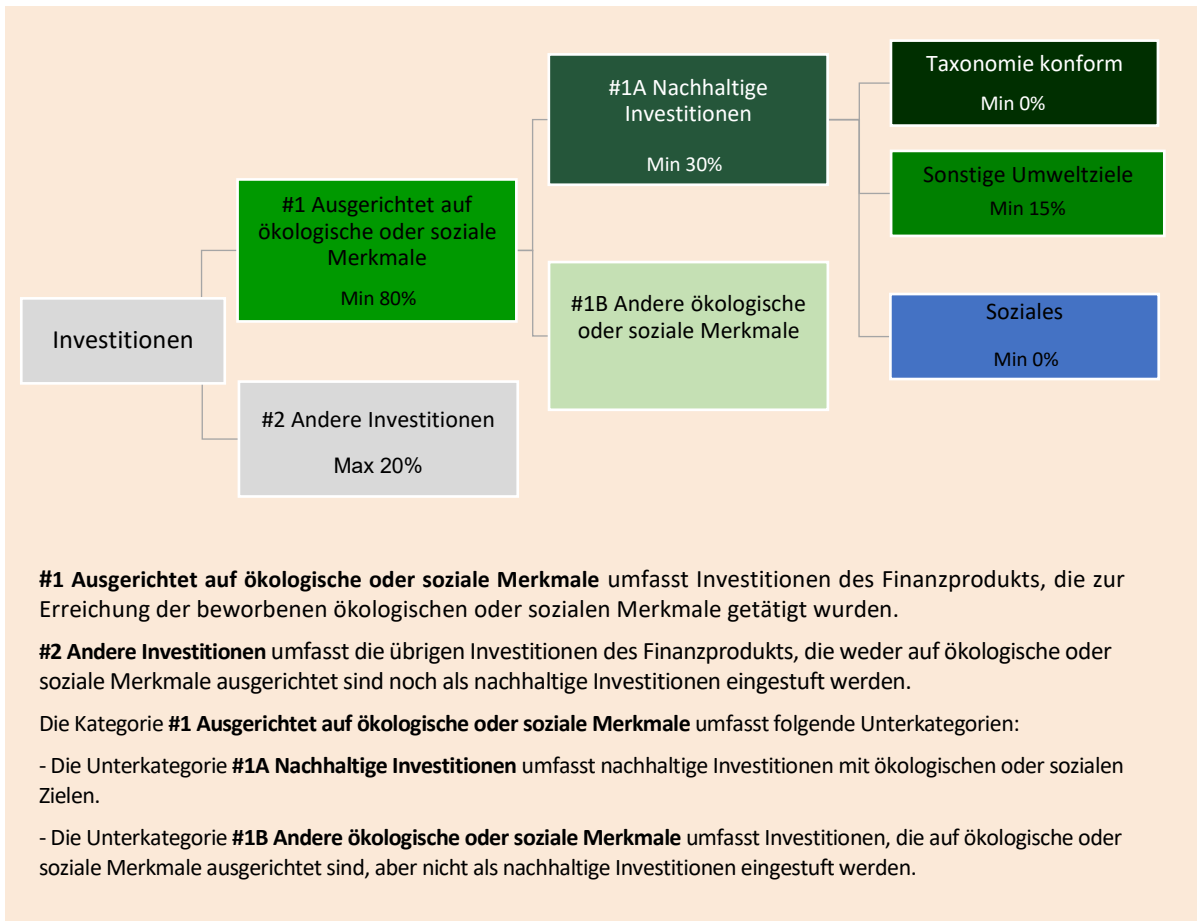 Investitionen
#1 Ausgerichtet auf
ökologische oder soziale
Merkmale
Min 80%
#2 Andere Investitionen
Max 20%
#1A Nachhaltige
Investitionen
Min 30%
#1B Andere ökologische
oder soziale Merkmale
Taxonomie konform
Min 0%
Sonstige Umweltziele
Min 15%
Soziales
Min 0%
#1 Ausgerichtet auf ökologische oder soziale Merkmale umfasst Investitionen des Finanzprodukts, die zur
Erreichung der beworbenen ökologischen oder sozialen Merkmale getätigt wurden.
#2 Andere Investitionen umfasst die übrigen Investitionen des Finanzprodukts, die weder auf ökologische oder
soziale Merkmale ausgerichtet sind noch als nachhaltige Investitionen eingestuft werden.
Die Kategorie #1 Ausgerichtet auf ökologische oder soziale Merkmale umfasst folgende Unterkategorien:
- Die Unterkategorie #1A Nachhaltige Investitionen umfasst nachhaltige Investitionen mit ökologischen oder sozialen
Zielen.
- Die Unterkategorie #1B Andere ökologische oder soziale Merkmale umfasst Investitionen, die auf ökologische oder
soziale Merkmale ausgerichtet sind, aber nicht als nachhaltige Investitionen eingestuft werden.